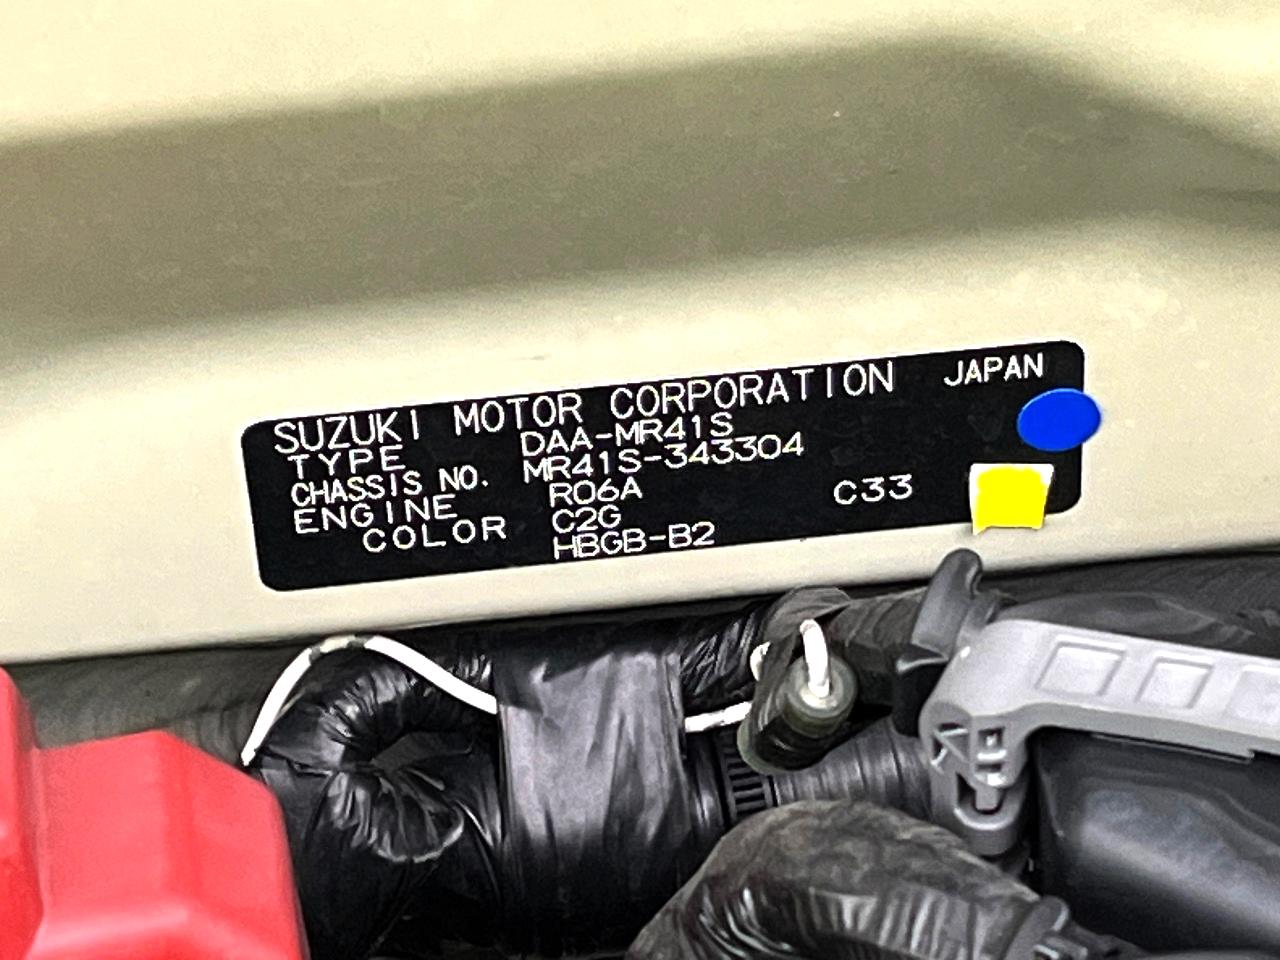 SUZUKI MOTOR CORPORATION JAPAN
TYPE DAA-MR41S
CHASSIS NO. MR41S-343304
ENGINE R06A C33
COLOR C2G
HBGB-B2